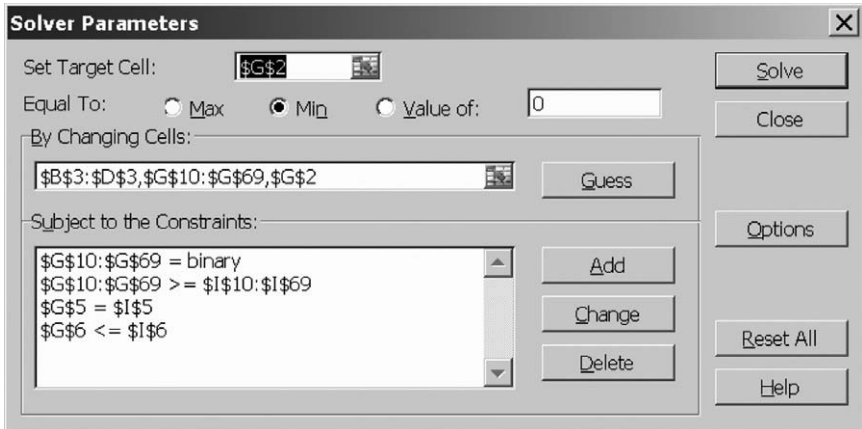 Solver Parameters
Set Target Cell: $G$2 Solve
Equal To: Max Min Value of: 0 Close
By Changing Cells:
$B$3:$D$3,$G$10:$G$69,$G$2 Guess
Subject to the Constraints: Options
$G$10:$G$69 = binary Add
$G$10:$G$69 >= $I$10:$I$69
$G$5 = $I$5 Change
$G$6 <= $I$6
Reset All
Delete
Help